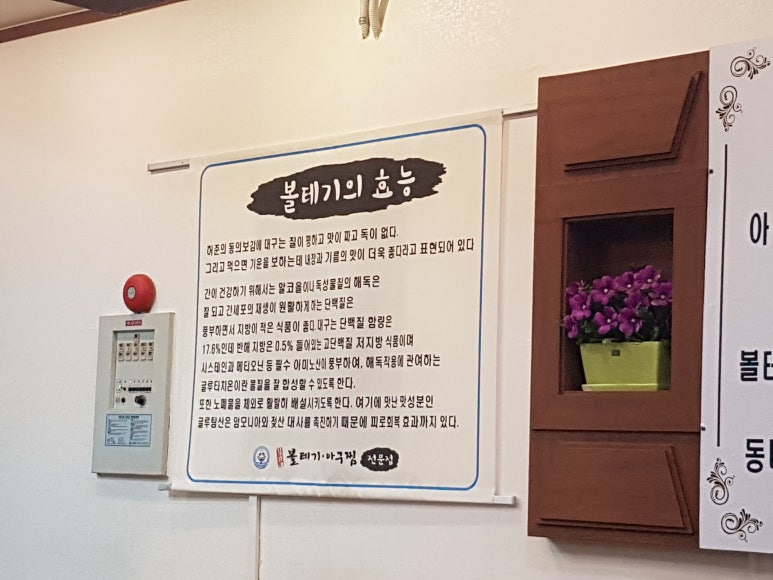 볼테기의 효능
허준의 동의보감에 대구는 질이 평하고 맛이 짜고 독이 없다.
그리고 먹으면 기운을 보하는데 내장과 기름의 맛이 더욱 좋다라고 표현되어 있다
간이 건강하기 위해서는 알코올이나 독성물질의 해독은
잘 되고 간세포의 재생이 원활하게 하는 단백질은
풍부하면서 지방이 적은 식품이 좁다.대구는 단백질 함량은
17.6%인데 반해 지방은 0.5% 들어있는 고단백질 저지방 식품이며
시스테인과 메티오닌 등 필수 아미노산이 풍부하여, 해독작용에 관여하는
글루타치온이란 물질을 잘 합성할 수 있도록 한다.
또한 노폐물을 체외로 활발히 배설시키도록 한다. 여기에 맛난 맛성분인
글루탐산은 암모니아와 젖산 대사를 촉진하기 때문에 피로회복 효과까지 있다.
볼테기·아구찜 전문점
아
볼테
동